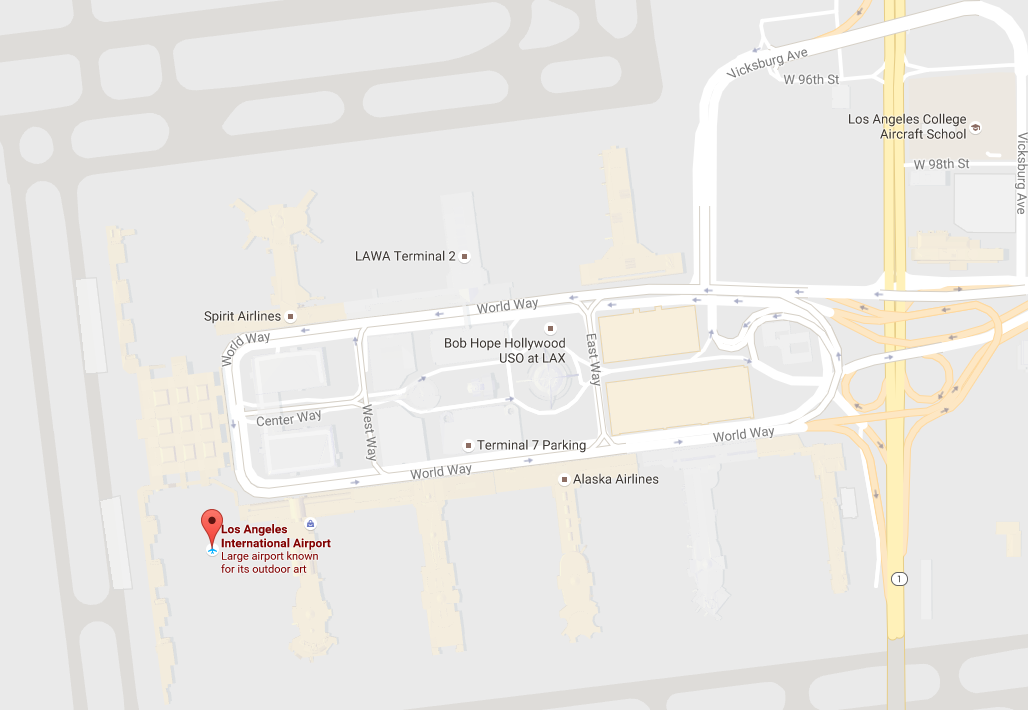 Vicksburg Ave
W 96th St
Los Angeles College
Aircraft School
W 98th St
Vicksburg Ave
LAWA Terminal 2
World Way
Spirit Airlines
World Way
Bob Hope Hollywood
USO at LAX
East Way
Center Way
West Way
World Way
Terminal 7 Parking
World Way
Alaska Airlines
Los Angeles
International Airport
Large airport known
for its outdoor art
1